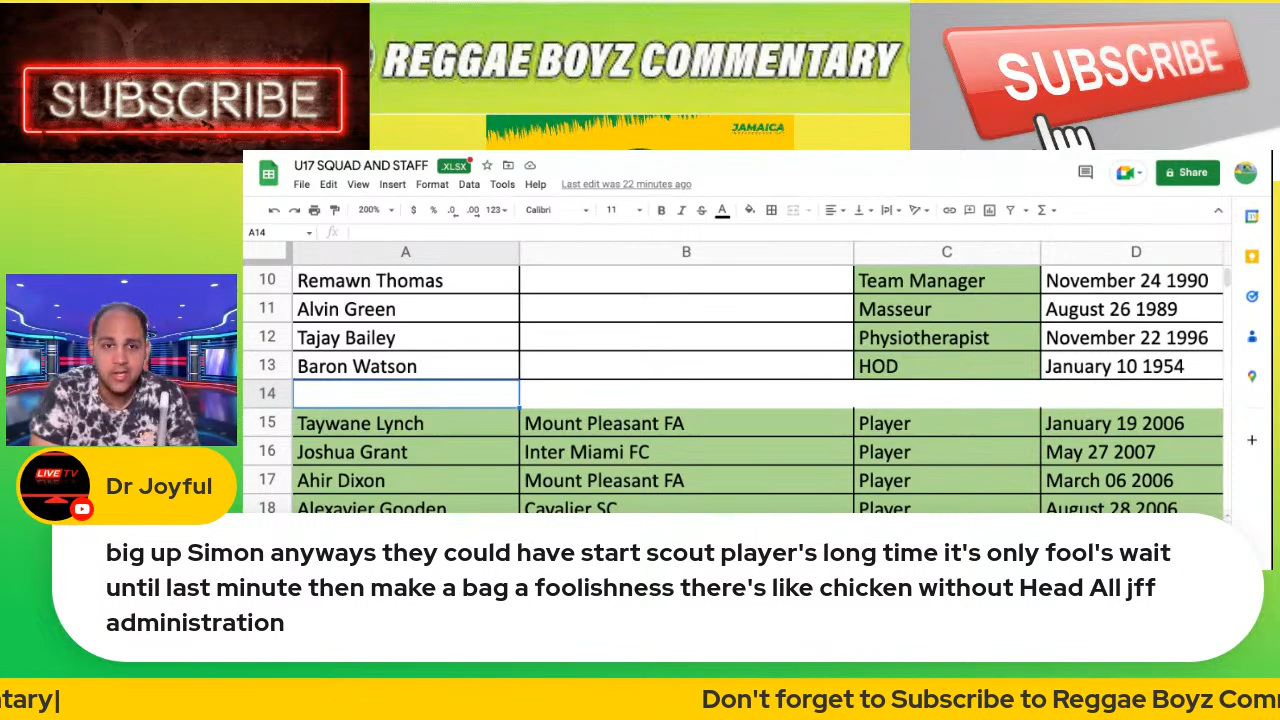 SUBSCRIBE
REGGAE BOYZ COMMENTARY
SUBSCRIBE
JAMAICA
U17 SQUAD AND STAFF .XLSX
File Edit View Insert Format Data Tools Help Last edit was 22 minutes ago
Share
200% $ % .0 .00 123 Calibri 11 B I S A
A14 fx
A B C D
10 Remawn Thomas Team Manager November 24 1990
11 Alvin Green Masseur August 26 1989
12 Tajay Bailey Physiotherapist November 22 1996
13 Baron Watson HOD January 10 1954
14
15 Taywane Lynch Mount Pleasant FA Player January 19 2006
16 Joshua Grant Inter Miami FC Player May 27 2007
17 Ahir Dixon Mount Pleasant FA Player March 06 2006
18 Alexavier Gooden Cavalier SC Player August 28 2006
LIVE TV
Dr Joyful
big up Simon anyways they could have start scout player's long time it's only fool's wait
until last minute then make a bag a foolishness there's like chicken without Head All jff
administration
ntary| Don't forget to Subscribe to Reggae Boyz Com